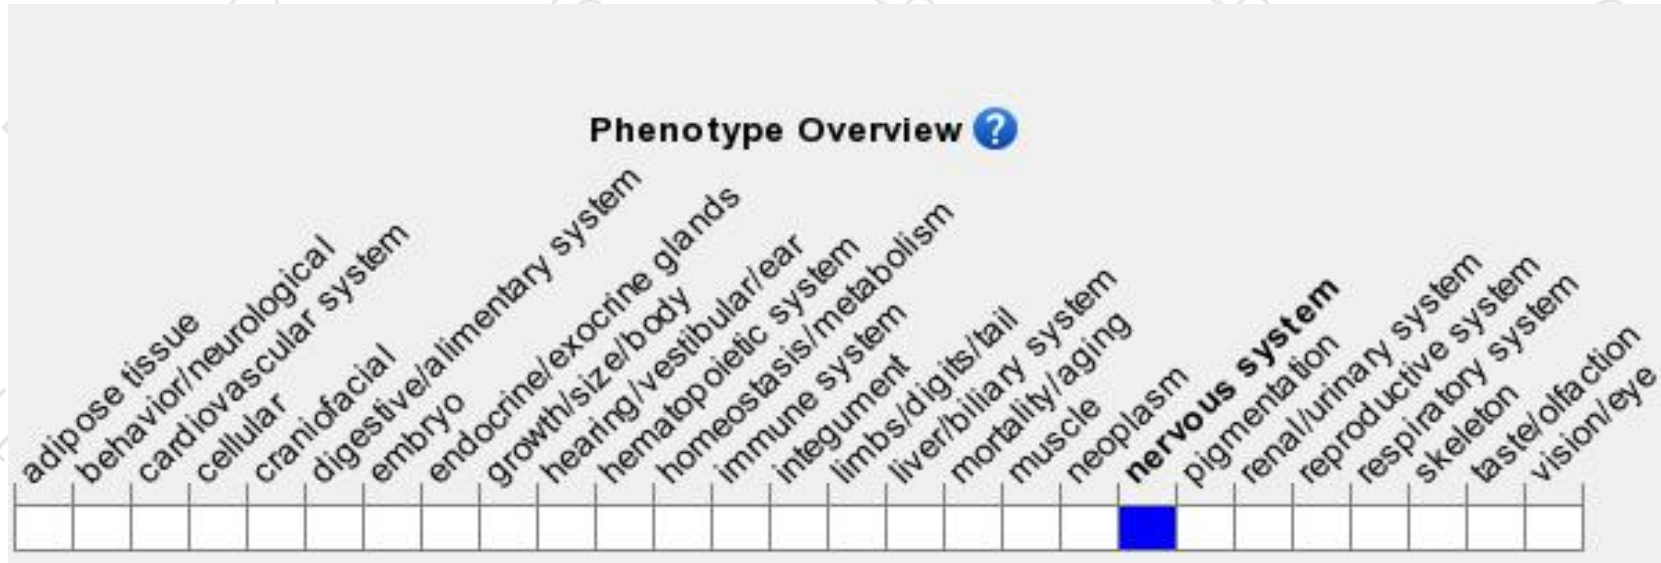 Phenotype Overview ?
adipose tissue
behavior/neurological
cardiovascular system
cellular
craniofacial
digestive/alimentary system
embryo
endocrine/exocrine glands
growth/size/body
hearing/vestibular/ear
hematopoietic system
homeostasis/metabolism
immune system
integument
limbs/digits/tail
liver/biliary system
mortality/aging
muscle
neoplasm
nervous system
pigmentation
renal/urinary system
reproductive system
respiratory system
skeleton
taste/olfaction
vision/eye